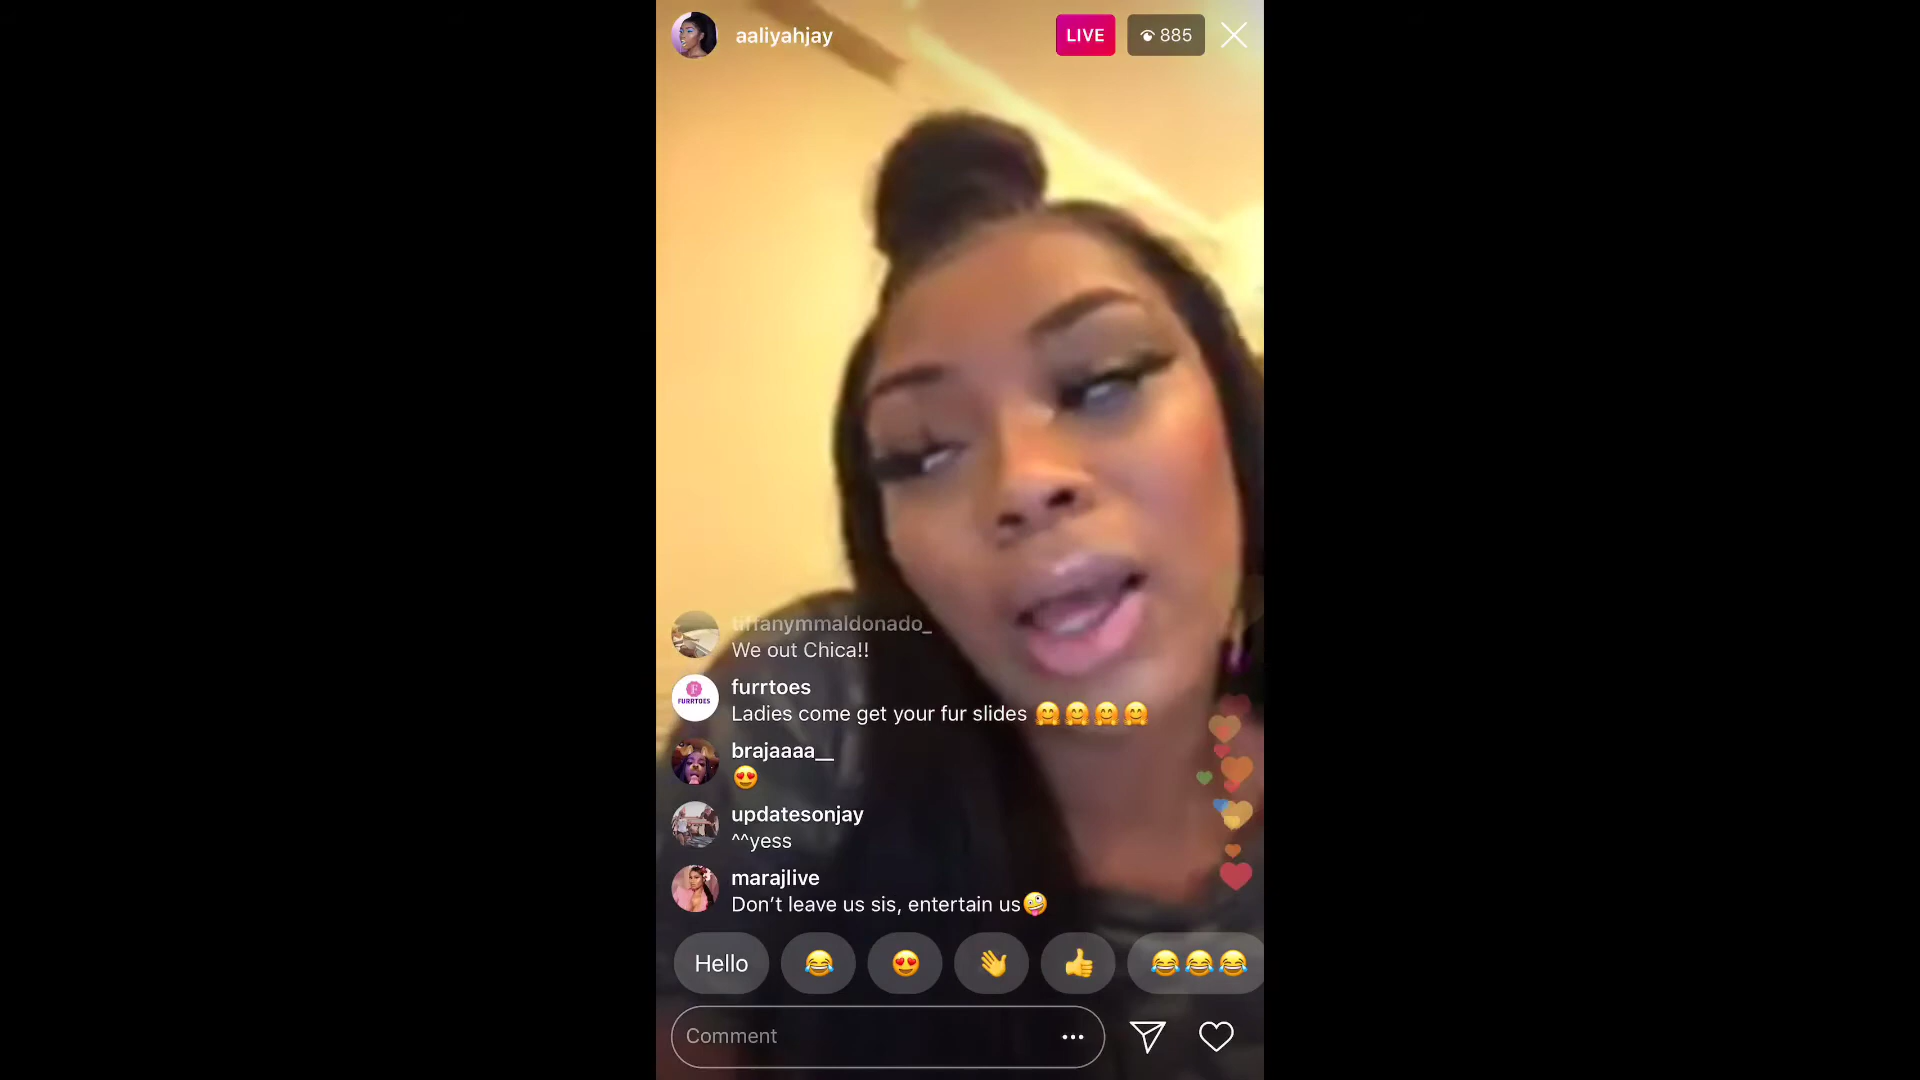 aaliyahjay
LIVE
885
tiffanymmaldonado_
We out Chica!!
furrtoes
FURRTOES
Ladies come get your fur slides 🤗🤗🤗🤗
brajaaaa__
😍
updatesonjay
^^yess
marajlive
Don’t leave us sis, entertain us🤪
Hello 😂 😍 👋 👍 😂😂😂
Comment